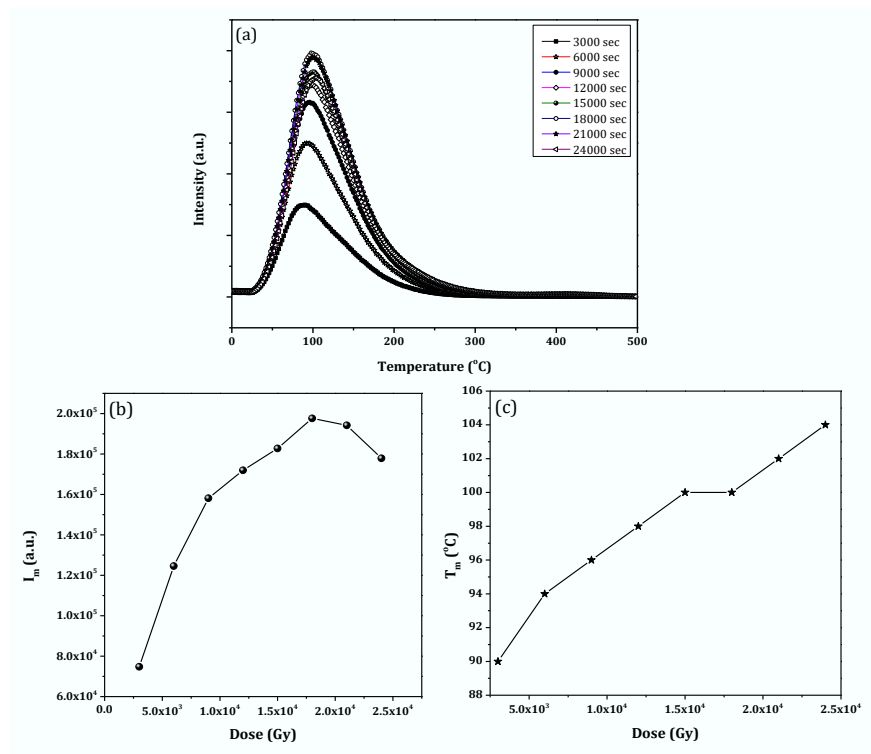 (a)
3000 sec
6000 sec
9000 sec
12000 sec
15000 sec
18000 sec
21000 sec
24000 sec
Intensity (a.u.)
0 100 200 300 400 500
Temperature (°C)
(b)
2.0x10⁵
1.8x10⁵
1.6x10⁵
1.4x10⁵
1.2x10⁵
1.0x10⁵
8.0x10⁴
6.0x10⁴
Iₘ (a.u.)
5.0x10³ 1.0x10⁴ 1.5x10⁴ 2.0x10⁴ 2.5x10⁴
Dose (Gy)
(c)
106
104
102
100
98
96
94
92
90
88
Tₘ (°C)
5.0x10³ 1.0x10⁴ 1.5x10⁴ 2.0x10⁴ 2.5x10⁴
Dose (Gy)